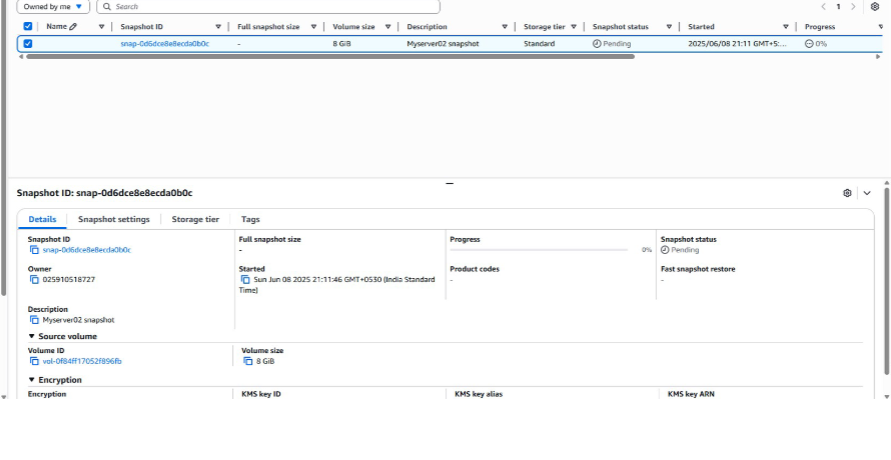 Owned by me Search 1
Name Snapshot ID Full snapshot size Volume size Description Storage tier Snapshot status Started Progress
snap-0d6dce8e8ecda0b0c - 8 GiB Myserver02 snapshot Standard Pending 2025/06/08 21:11 GMT+5:... 0%
Snapshot ID: snap-0d6dce8e8ecda0b0c
Details Snapshot settings Storage tier Tags
Snapshot ID Full snapshot size Progress Snapshot status
snap-0d6dce8e8ecda0b0c - 0% Pending
Owner Started Product codes Fast snapshot restore
025910518727 Sun Jun 08 2025 21:11:46 GMT+0530 (India Standard - -
Time)
Description
Myserver02 snapshot
Source volume
Volume ID Volume size
vol-0f84ff17052f896fb 8 GiB
Encryption
Encryption KMS key ID KMS key alias KMS key ARN